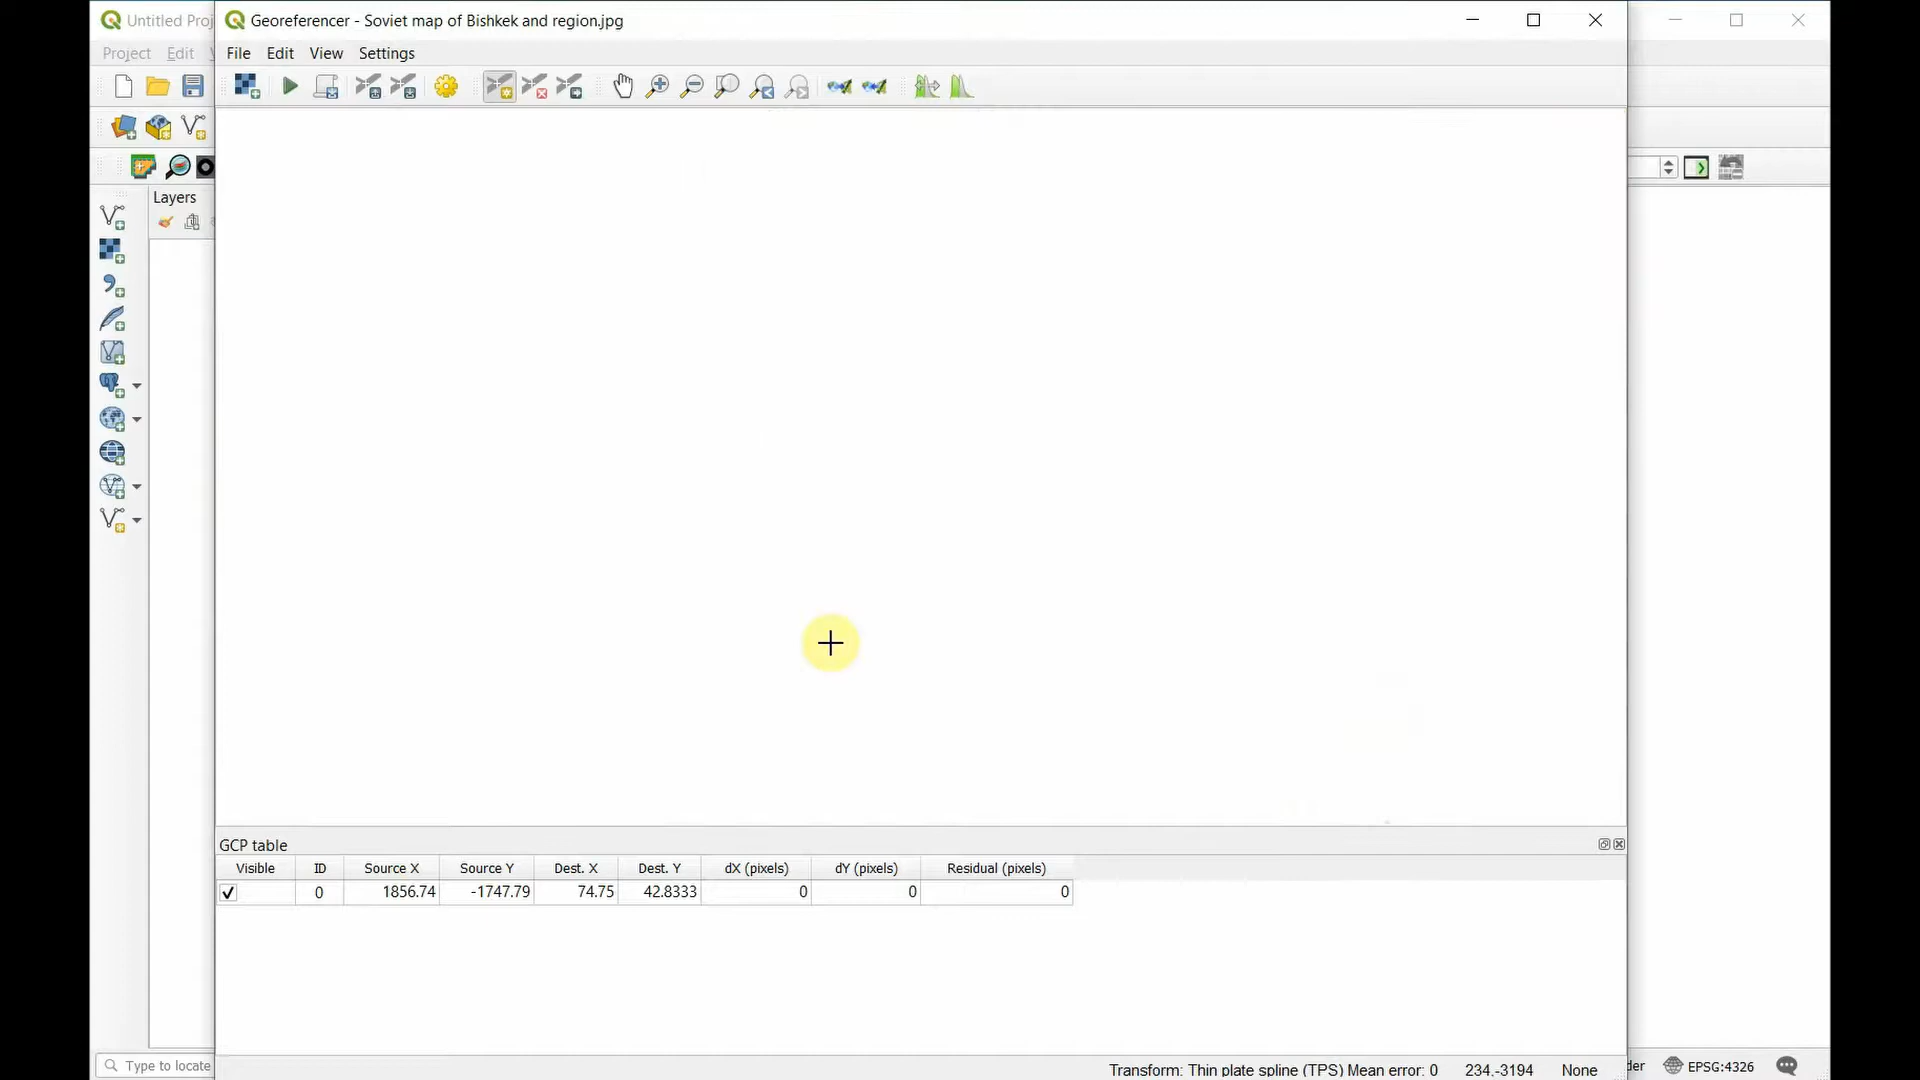 Untitled Proj
Georeferencer - Soviet map of Bishkek and region.jpg
Project Edit
File Edit View Settings
Layers
GCP table
Visible ID Source X Source Y Dest. X Dest. Y dX (pixels) dY (pixels) Residual (pixels)
0 1856.74 -1747.79 74.75 42.8333 0 0 0
Type to locate
Transform: Thin plate spline (TPS) Mean error: 0 234,-3194 None
der EPSG:4326